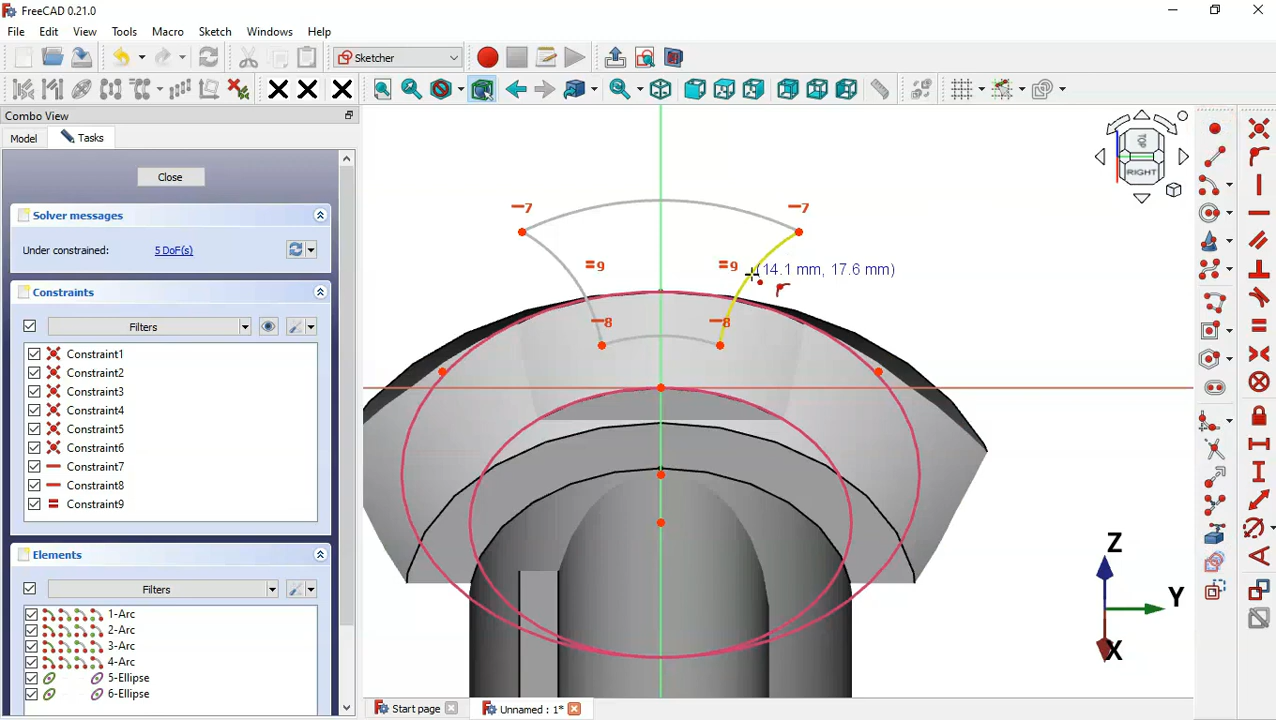 FreeCAD 0.21.0
File Edit View Tools Macro Sketch Windows Help
Sketcher
Combo View
Model Tasks
Close
Solver messages
Under constrained: 5 DoF(s)
Constraints
Filters
Constraint1
Constraint2
Constraint3
Constraint4
Constraint5
Constraint6
Constraint7
Constraint8
Constraint9
Elements
Filters
1-Arc
2-Arc
3-Arc
4-Arc
5-Ellipse
6-Ellipse
7 7
9 9
(14.1 mm, 17.6 mm)
8 8
TOP
RIGHT
Z
Y
X
Start page Unnamed : 1*